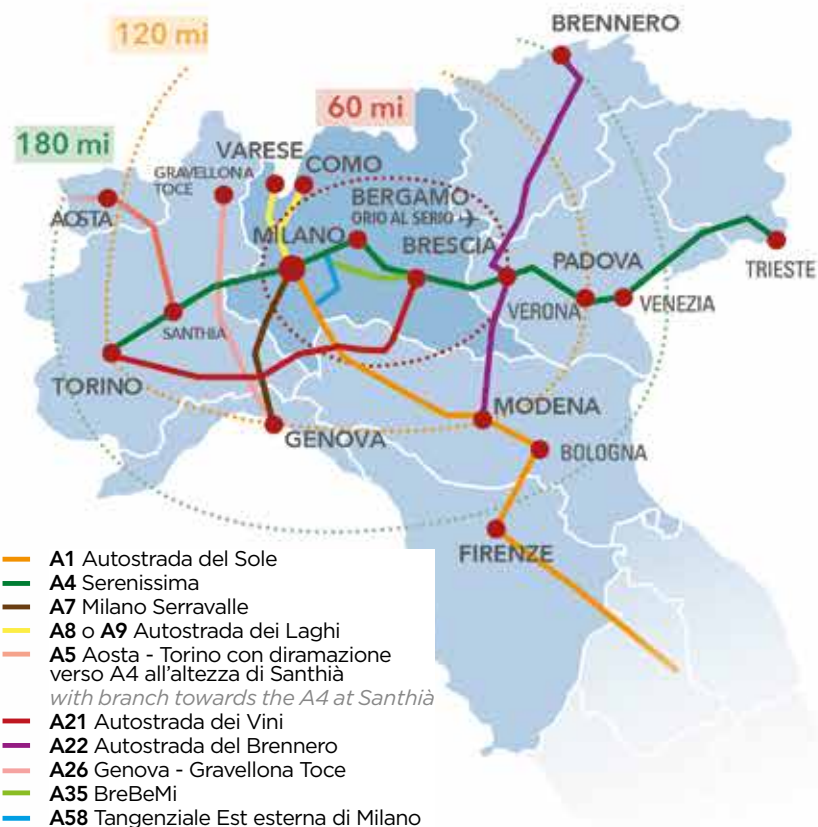 BRENNERO
120 mi
60 mi
180 mi
VARESE
COMO
GRAVELLONA
TOCE
BERGAMO
ORIO AL SERIO
AOSTA
MILANO
BRESCIA
PADOVA
TRIESTE
VERONA
VENEZIA
SANTHIA
TORINO
MODENA
GENOVA
BOLOGNA
FIRENZE
A1 Autostrada del Sole
A4 Serenissima
A7 Milano Serravalle
A8 o A9 Autostrada dei Laghi
A5 Aosta - Torino con diramazione
verso A4 all'altezza di Santhià
with branch towards the A4 at Santhià
A21 Autostrada dei Vini
A22 Autostrada del Brennero
A26 Genova - Gravellona Toce
A35 BreBeMi
A58 Tangenziale Est esterna di Milano